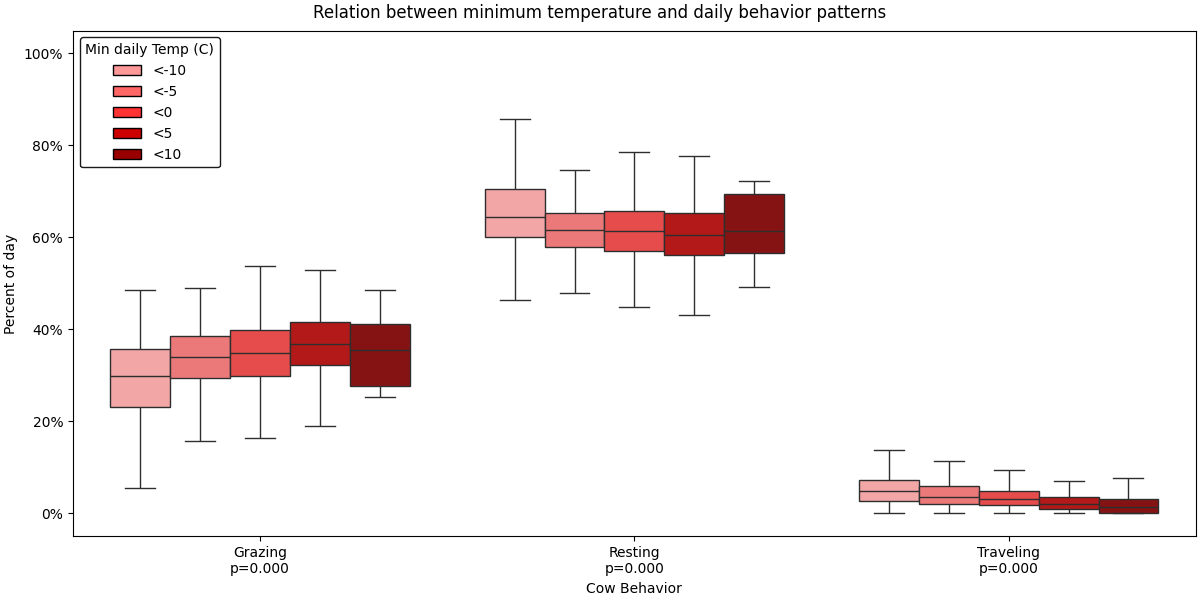 Relation between minimum temperature and daily behavior patterns
Min daily Temp (C)
<-10
<-5
<0
<5
<10
100%
80%
60%
40%
20%
0%
Percent of day
Grazing
p=0.000
Resting
p=0.000
Traveling
p=0.000
Cow Behavior